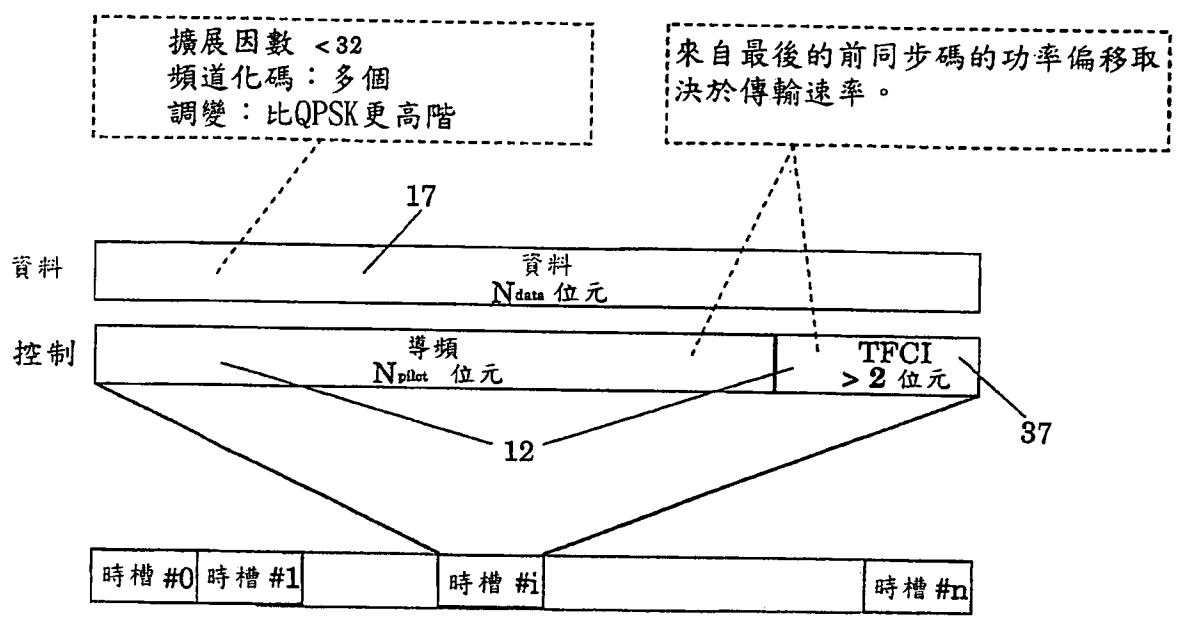 擴展因數 <32
頻道化碼：多個
調變：比QPSK更高階
來自最後的前同步碼的功率偏移取
決於傳輸速率。
17
資料
資料
Ndata 位元
控制
導頻
Npilot 位元
TFCI
> 2 位元
12
37
時槽 #0
時槽 #1
時槽 #i
時槽 #n